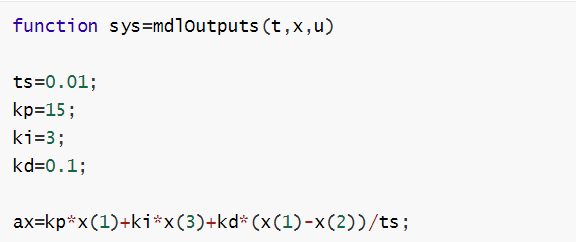 function sys=mdlOutputs(t,x,u)
ts=0.01;
kp=15;
ki=3;
kd=0.1;
ax=kp*x(1)+ki*x(3)+kd*(x(1)-x(2))/ts;